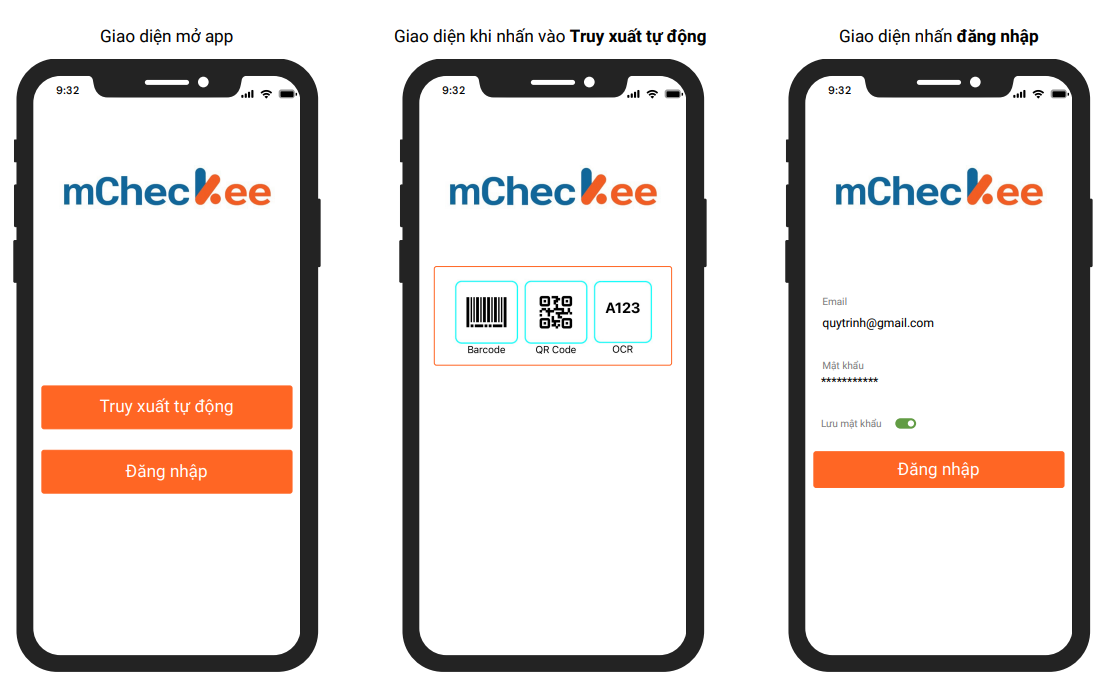 Giao diện mở app
9:32
mCheckee
Truy xuất tự động
Đăng nhập
Giao diện khi nhấn vào Truy xuất tự động
9:32
mCheckee
A123
Barcode QR Code OCR
Giao diện nhấn đăng nhập
9:32
mCheckee
Email
quytrinh@gmail.com
Mật khẩu
***********
Lưu mật khẩu
Đăng nhập